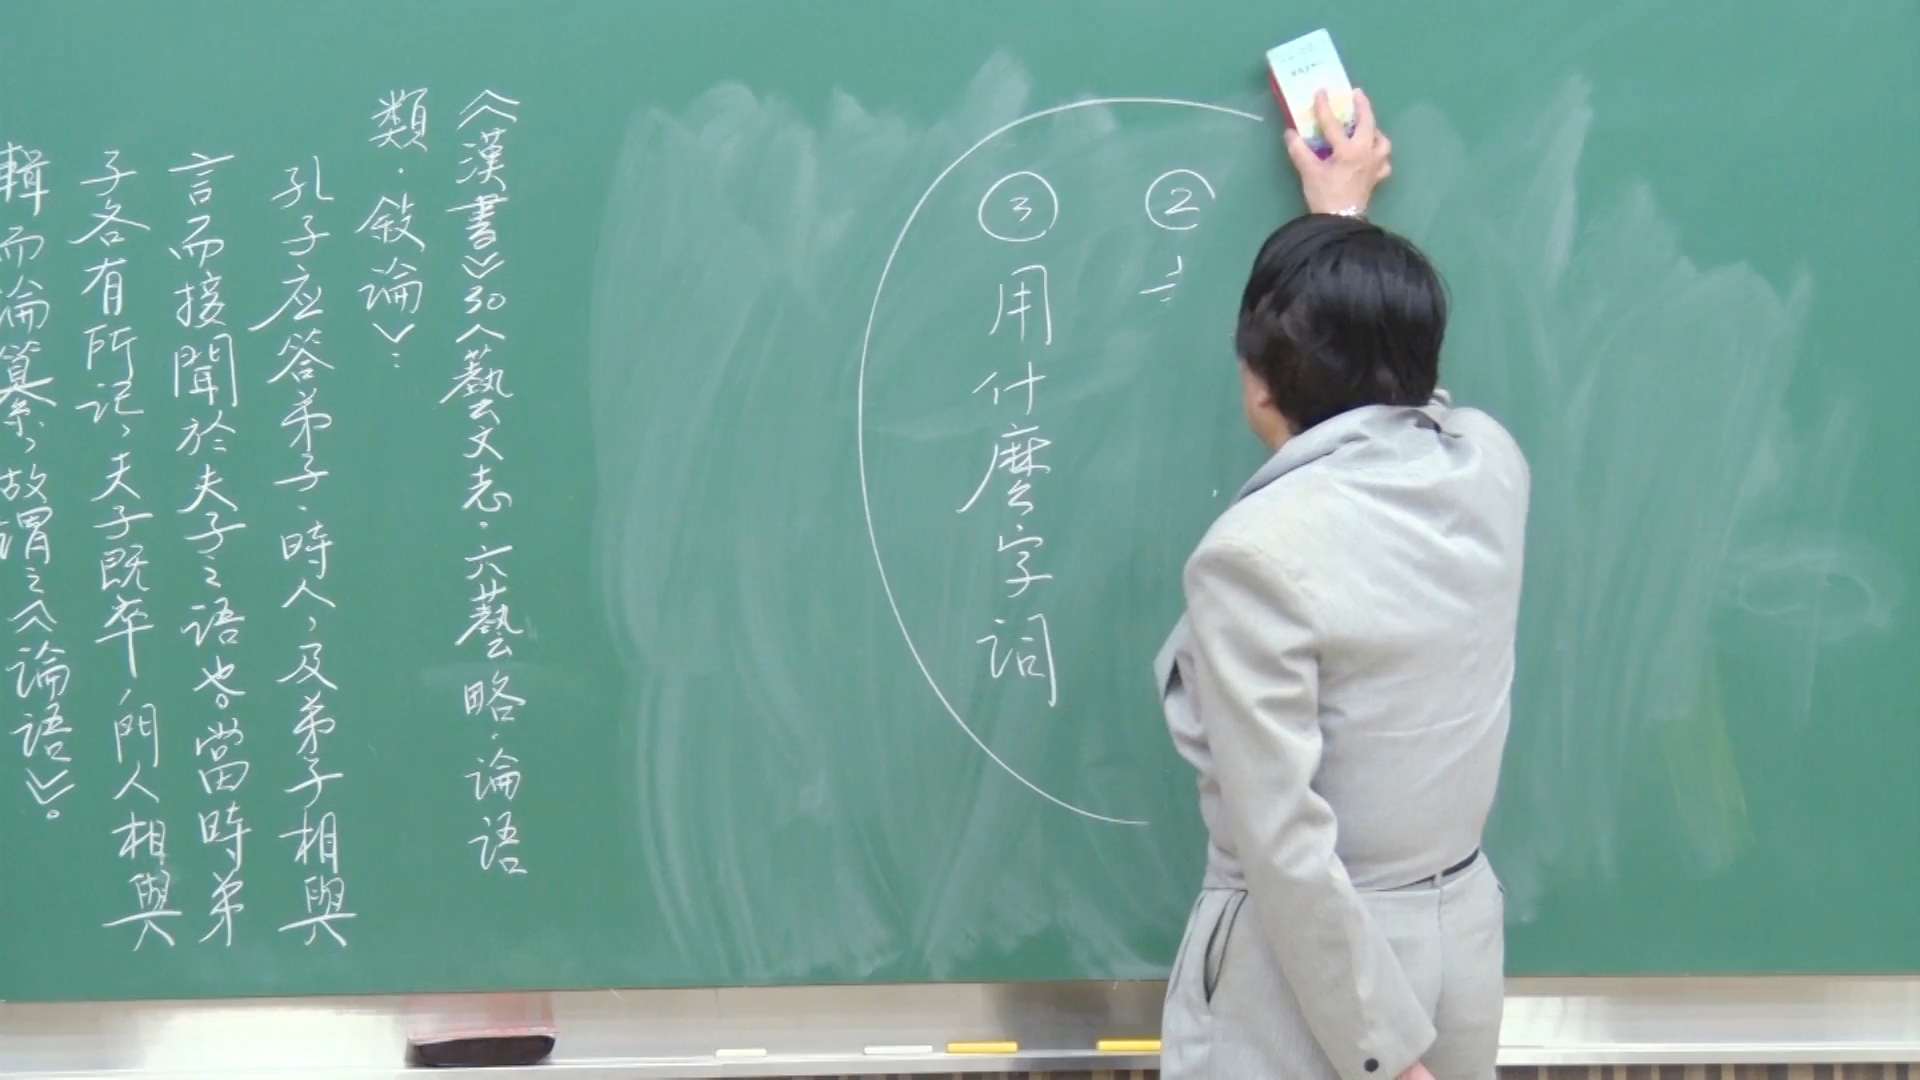 《漢書》30〈藝文志.六藝略.論語
類.敍論〉:
孔子应答弟子.時人,及弟子相與
言而接聞於夫子之語也。當時弟
子各有所记,夫子既卒,門人相與
輯而論纂,故謂之《論語》。
②
③用什麼字詞